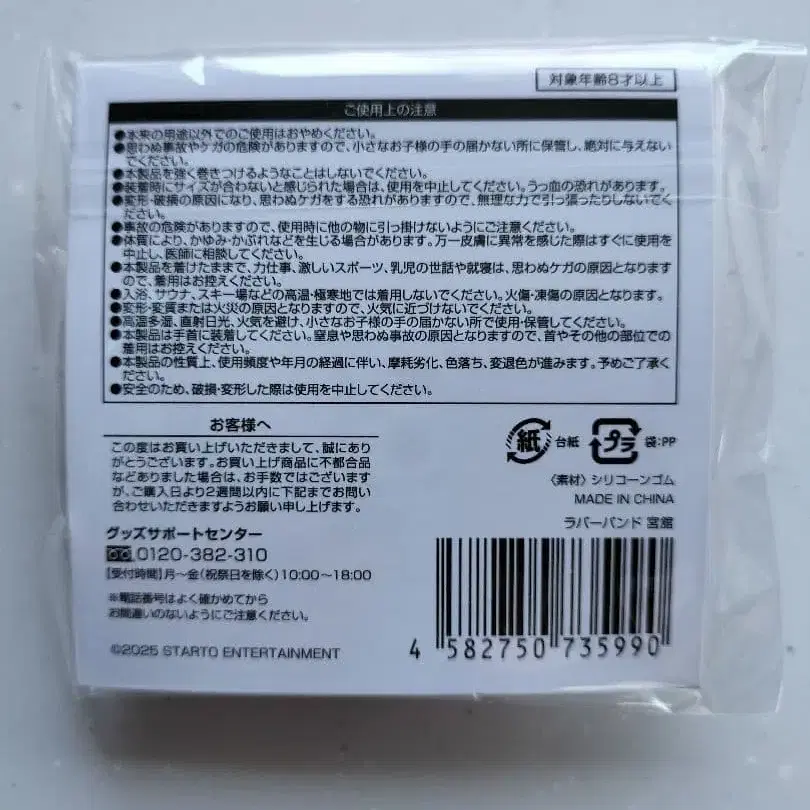 対象年齢8才以上
ご使用上の注意
●本来の用途以外でのご使用はおやめください。
●思わぬ事故やケガの危険がありますので、小さなお子様の手の届かない所に保管し、絶対に与えない
でください。
●本製品を強く巻きつけるようなことはしないでください。
●装着時にサイズが合わないと感じられた場合は、使用を中止してください。うっ血の恐れがあります。
●変形・破損の原因になり、思わぬケガをする恐れがありますので、無理な力で引っ張ったりしないでく
ださい。
●事故の危険がありますので、使用時に他の物に引っ掛けないようにご注意ください。
●体質により、かゆみ・かぶれなどを生じる場合があります。万一皮膚に異常を感じた際はすぐに使用を
中止し、医師に相談してください。
●本製品を着けたままで、力仕事、激しいスポーツ、乳児の世話や就寝は、思わぬケガの原因となります
ので、着用はお控えください。
●入浴、サウナ、スキー場などの高温・極寒地では着用しないでください。火傷・凍傷の原因となります。
●変形・変質または火災の原因となりますので、火気に近づけないでください。
●高温多湿、直射日光、火気を避け、小さなお子様の手の届かない所で使用・保管してください。
●本製品は手首に装着してください。窒息や思わぬ事故の原因となりますので、首やその他の部位での
着用はお控えください。
●本製品の性質上、使用頻度や年月の経過に伴い、摩耗劣化、色落ち、変退色が進みます。予めご了承く
ださい。
●安全のため、破損・変形した際は使用を中止してください。
お客様へ
この度はお買い上げいただきまして、誠にあり
がとうございます。お買い上げ商品に不都合品
などありました場合は、お手数ではございます
が、ご購入日より2週間以内に下記までお問い
合わせいただきますようお願い申し上げます。
グッズサポートセンター
0120-382-310
【受付時間】月～金(祝祭日を除く)10:00～18:00
※電話番号はよく確かめてから
お間違いのないようにご注意ください。
©2025 STARTO ENTERTAINMENT
紙 台紙 プラ 袋:PP
〈素材〉シリコーンゴム
MADE IN CHINA
ラバーバンド 宮舘
4 582750 735990